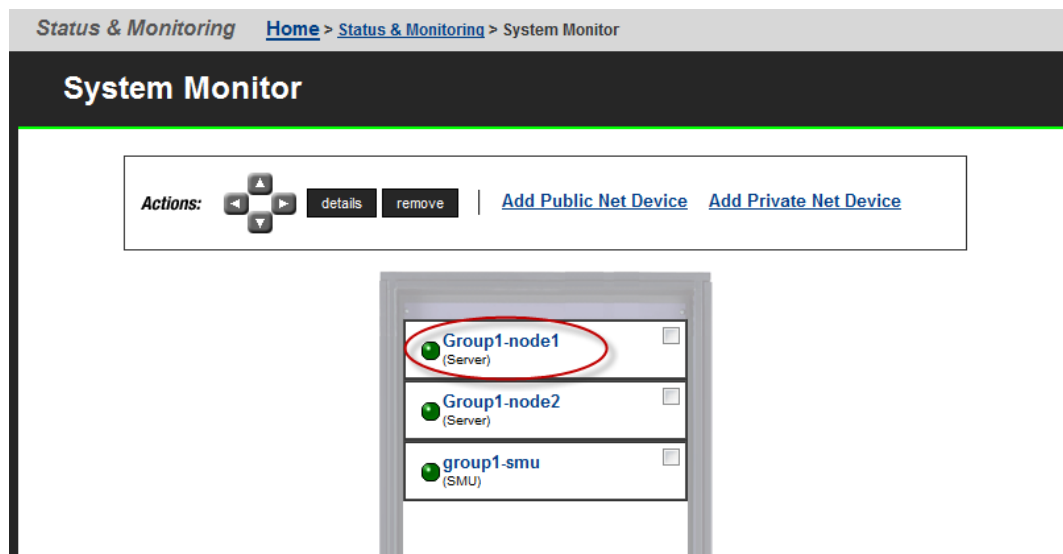 Status & Monitoring Home > Status & Monitoring > System Monitor
System Monitor
Actions: details remove | Add Public Net Device Add Private Net Device
Group1-node1
(Server)
Group1-node2
(Server)
group1-smu
(SMU)